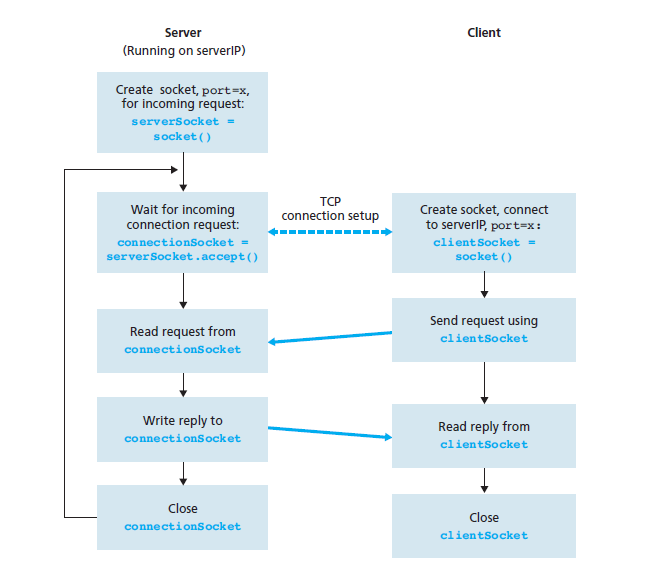 Server
(Running on serverIP)
Client
Create socket, port=x,
for incoming request:
serverSocket =
socket()
Wait for incoming
connection request:
connectionSocket =
serverSocket.accept()
TCP
connection setup
Create socket, connect
to serverIP, port=x:
clientSocket =
socket()
Read request from
connectionSocket
Send request using
clientSocket
Write reply to
connectionSocket
Read reply from
clientSocket
Close
connectionSocket
Close
clientSocket